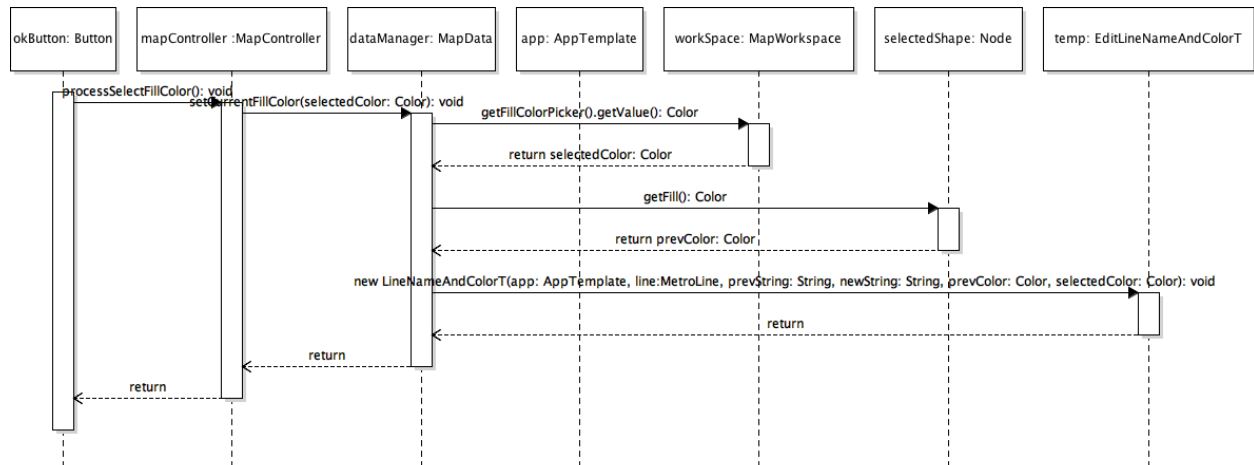 okButton: Button
mapController :MapController
dataManager: MapData
app: AppTemplate
workSpace: MapWorkspace
selectedShape: Node
temp: EditLineNameAndColorT
processSelectFillColor(): void
setCurrentFillColor(selectedColor: Color): void
getFillColorPicker().getValue(): Color
return selectedColor: Color
getFill(): Color
return prevColor: Color
new LineNameAndColorT(app: AppTemplate, line:MetroLine, prevString: String, newString: String, prevColor: Color, selectedColor: Color): void
return
return
return